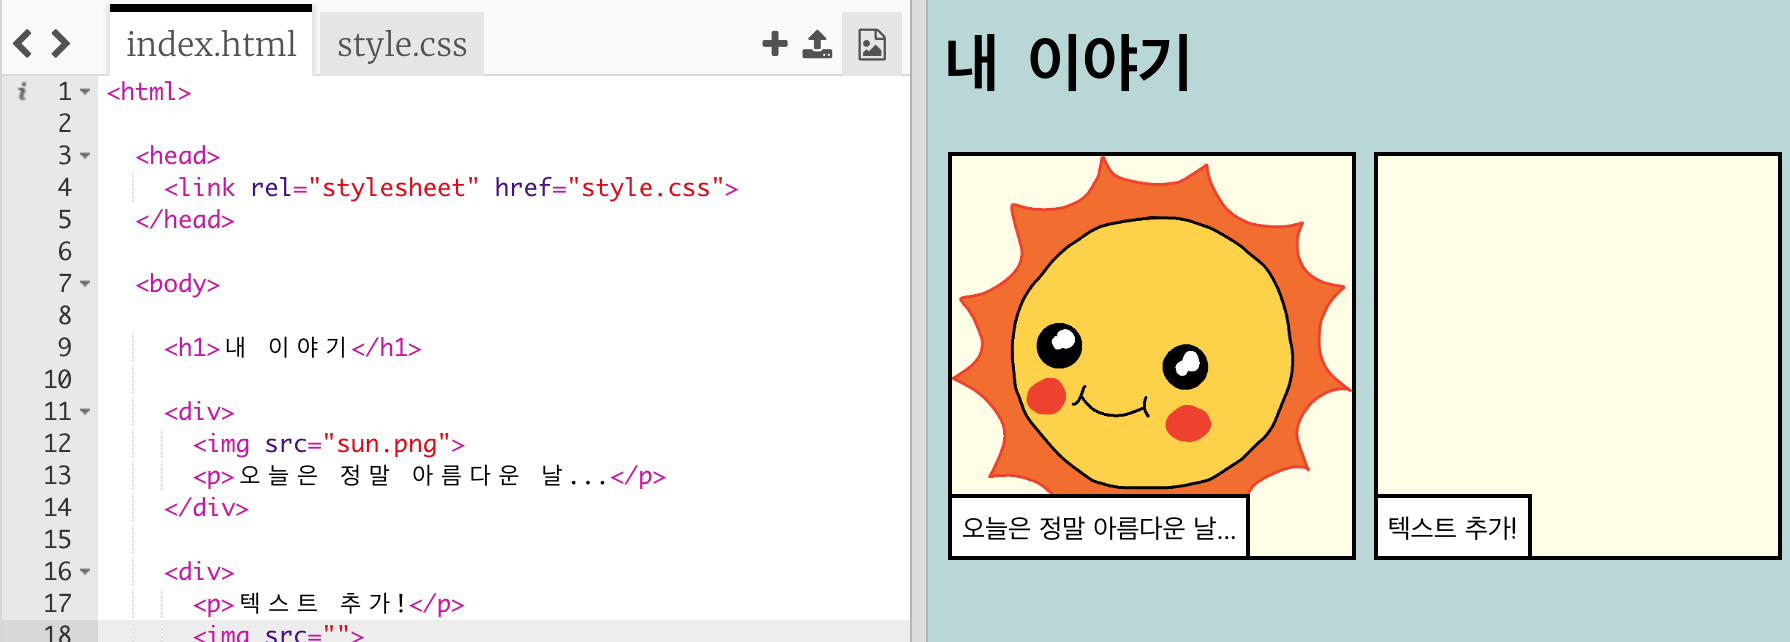 index.html style.css
1 <html>
2
3 <head>
4 <link rel="stylesheet" href="style.css">
5 </head>
6
7 <body>
8
9 <h1>내 이야기</h1>
10
11 <div>
12 <img src="sun.png">
13 <p>오늘은 정말 아름다운 날...</p>
14 </div>
15
16 <div>
17 <p>텍스트 추가!</p>
18 <img src="">
내 이야기
오늘은 정말 아름다운 날...
텍스트 추가!